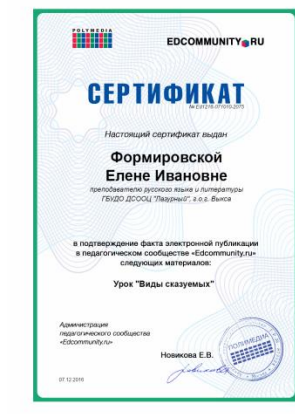 POLYMEDIA
EDCOMMUNITY RU
СЕРТИФИКАТ
Настоящий сертификат выдан
Формировской
Елене Ивановне
преподавателю русского языка и литературы
ГБУДО ДСООЦ "Лазурный", г.о.г. Выкса
в подтверждение факта электронной публикации
в педагогическом сообществе «Edcommunity.ru»
следующих материалов:
Урок "Виды сказуемых"
Администрация
педагогического сообщества
«Edcommunity.ru»
Новикова Е.В.
ПОЛИМЕДИА
07.12.2016